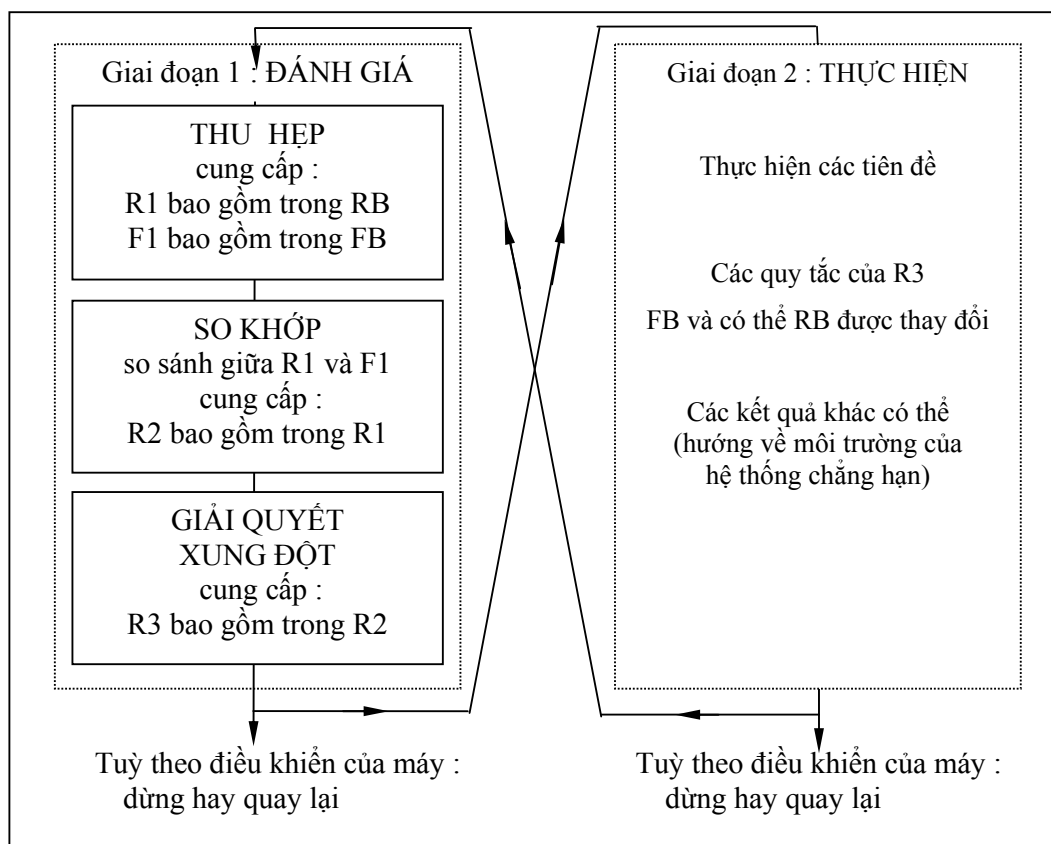 Giai đoạn 1 : ĐÁNH GIÁ
THU HẸP
cung cấp :
R1 bao gồm trong RB
F1 bao gồm trong FB
SO KHỚP
so sánh giữa R1 và F1
cung cấp :
R2 bao gồm trong R1
GIẢI QUYẾT
XUNG ĐỘT
cung cấp :
R3 bao gồm trong R2
Tuỳ theo điều khiển của máy :
dừng hay quay lại
Giai đoạn 2 : THỰC HIỆN
Thực hiện các tiên đề
Các quy tắc của R3
FB và có thể RB được thay đổi
Các kết quả khác có thể
(hướng về môi trường của
hệ thống chẳng hạn)
Tuỳ theo điều khiển của máy :
dừng hay quay lại